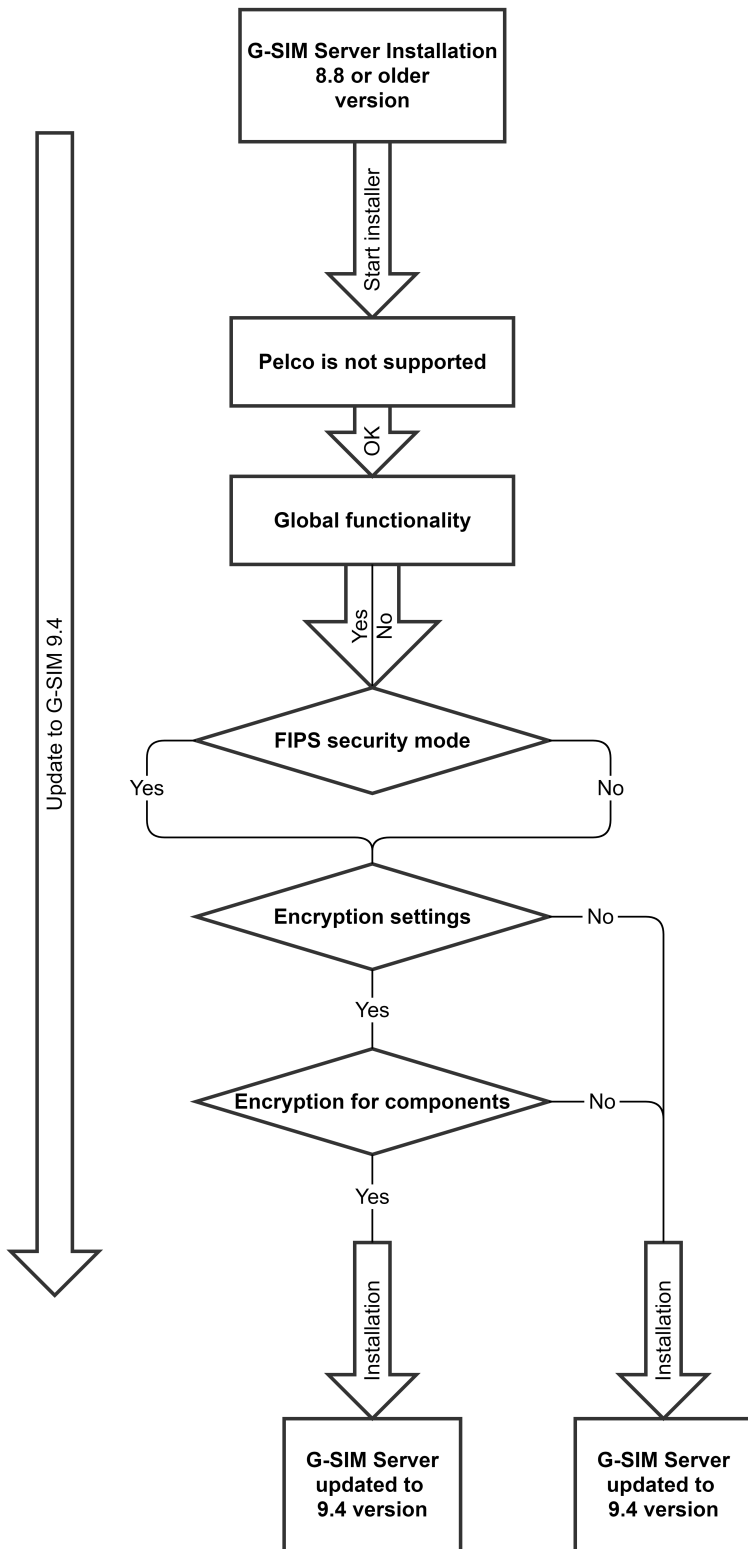 G-SIM Server Installation
8.8 or older
version
Start installer
Pelco is not supported
OK
Global functionality
Yes
No
Update to G-SIM 9.4
FIPS security mode
Yes
No
Encryption settings
No
Yes
Encryption for components
No
Yes
Installation
Installation
G-SIM Server
updated to
9.4 version
G-SIM Server
updated to
9.4 version